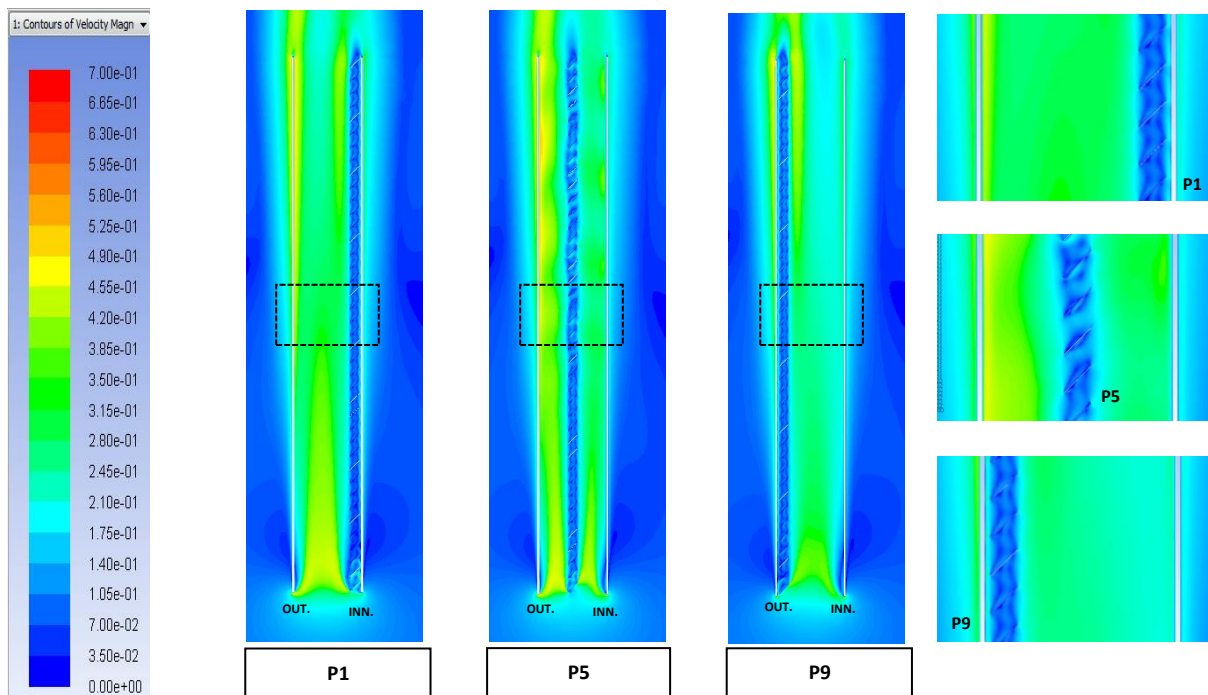 1: Contours of Velocity Magn
7.00e-01
6.65e-01
6.30e-01
5.95e-01
5.60e-01
5.25e-01
4.90e-01
4.55e-01
4.20e-01
3.85e-01
3.50e-01
3.15e-01
2.80e-01
2.45e-01
2.10e-01
1.75e-01
1.40e-01
1.05e-01
7.00e-02
3.50e-02
0.00e+00
OUT. INN.
P1
OUT. INN.
P5
OUT. INN.
P9
P1
P5
P9